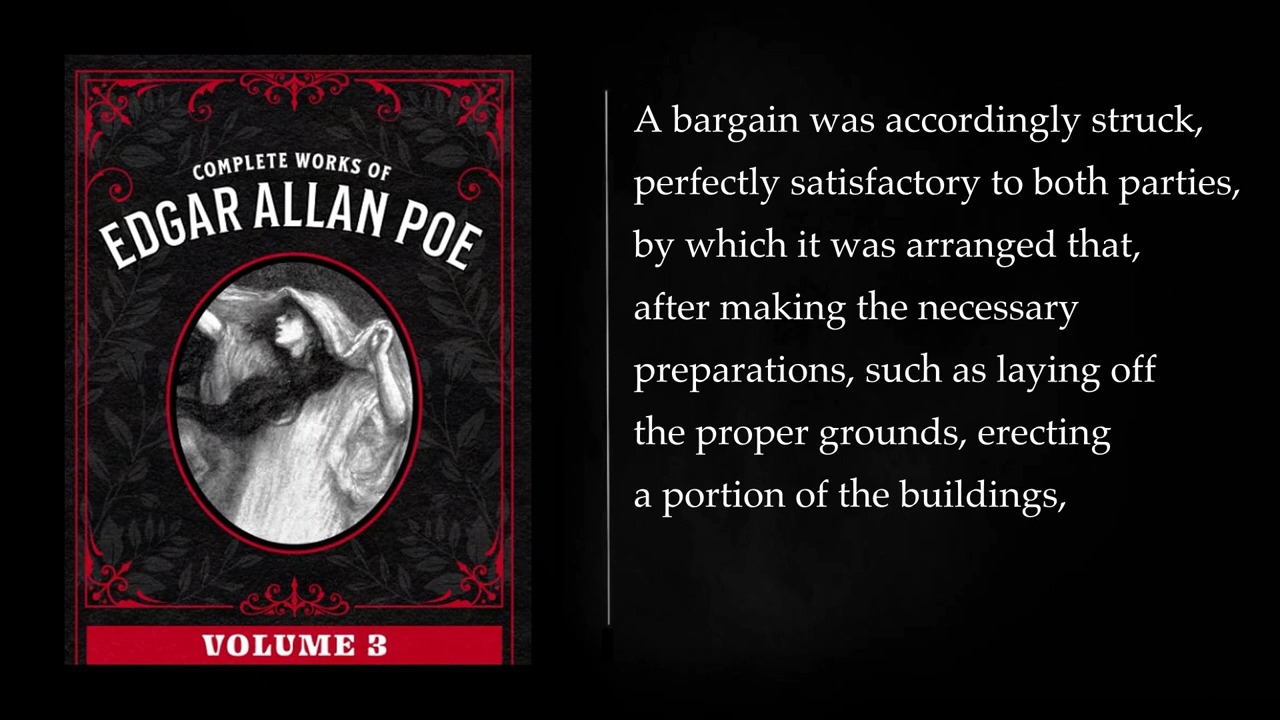 COMPLETE WORKS OF
EDGAR ALLAN POE
VOLUME 3
A bargain was accordingly struck,
perfectly satisfactory to both parties,
by which it was arranged that,
after making the necessary
preparations, such as laying off
the proper grounds, erecting
a portion of the buildings,